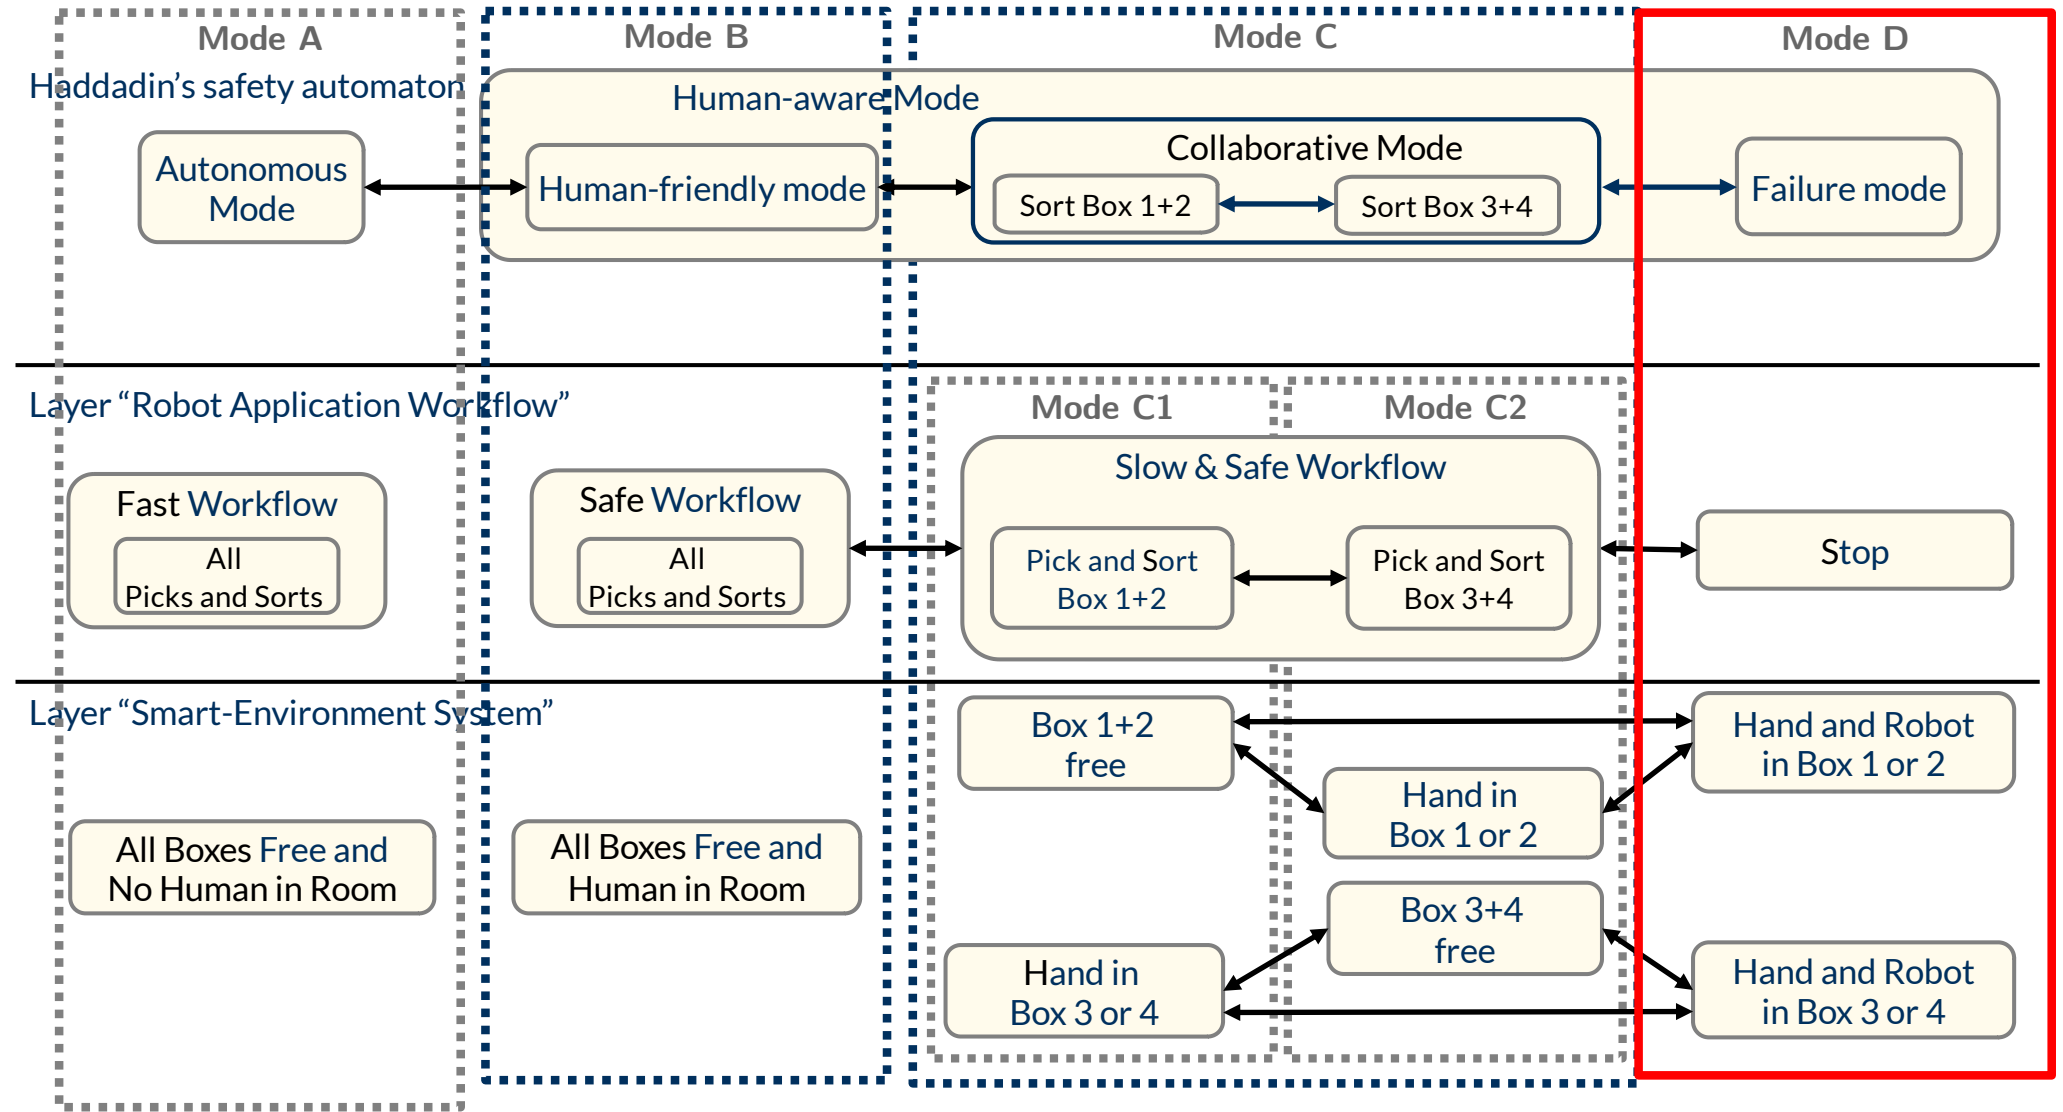 Mode A
Mode B
Mode C
Mode D
Haddadin’s safety automaton
Human-aware Mode
Autonomous
Mode
Human-friendly mode
Collaborative Mode
Sort Box 1+2
Sort Box 3+4
Failure mode
Layer “Robot Application Workflow”
Mode C1
Mode C2
Fast Workflow
All
Picks and Sorts
Safe Workflow
All
Picks and Sorts
Slow & Safe Workflow
Pick and Sort
Box 1+2
Pick and Sort
Box 3+4
Stop
Layer “Smart-Environment System”
All Boxes Free and
No Human in Room
All Boxes Free and
Human in Room
Box 1+2
free
Hand in
Box 1 or 2
Hand and Robot
in Box 1 or 2
Box 3+4
free
Hand in
Box 3 or 4
Hand and Robot
in Box 3 or 4